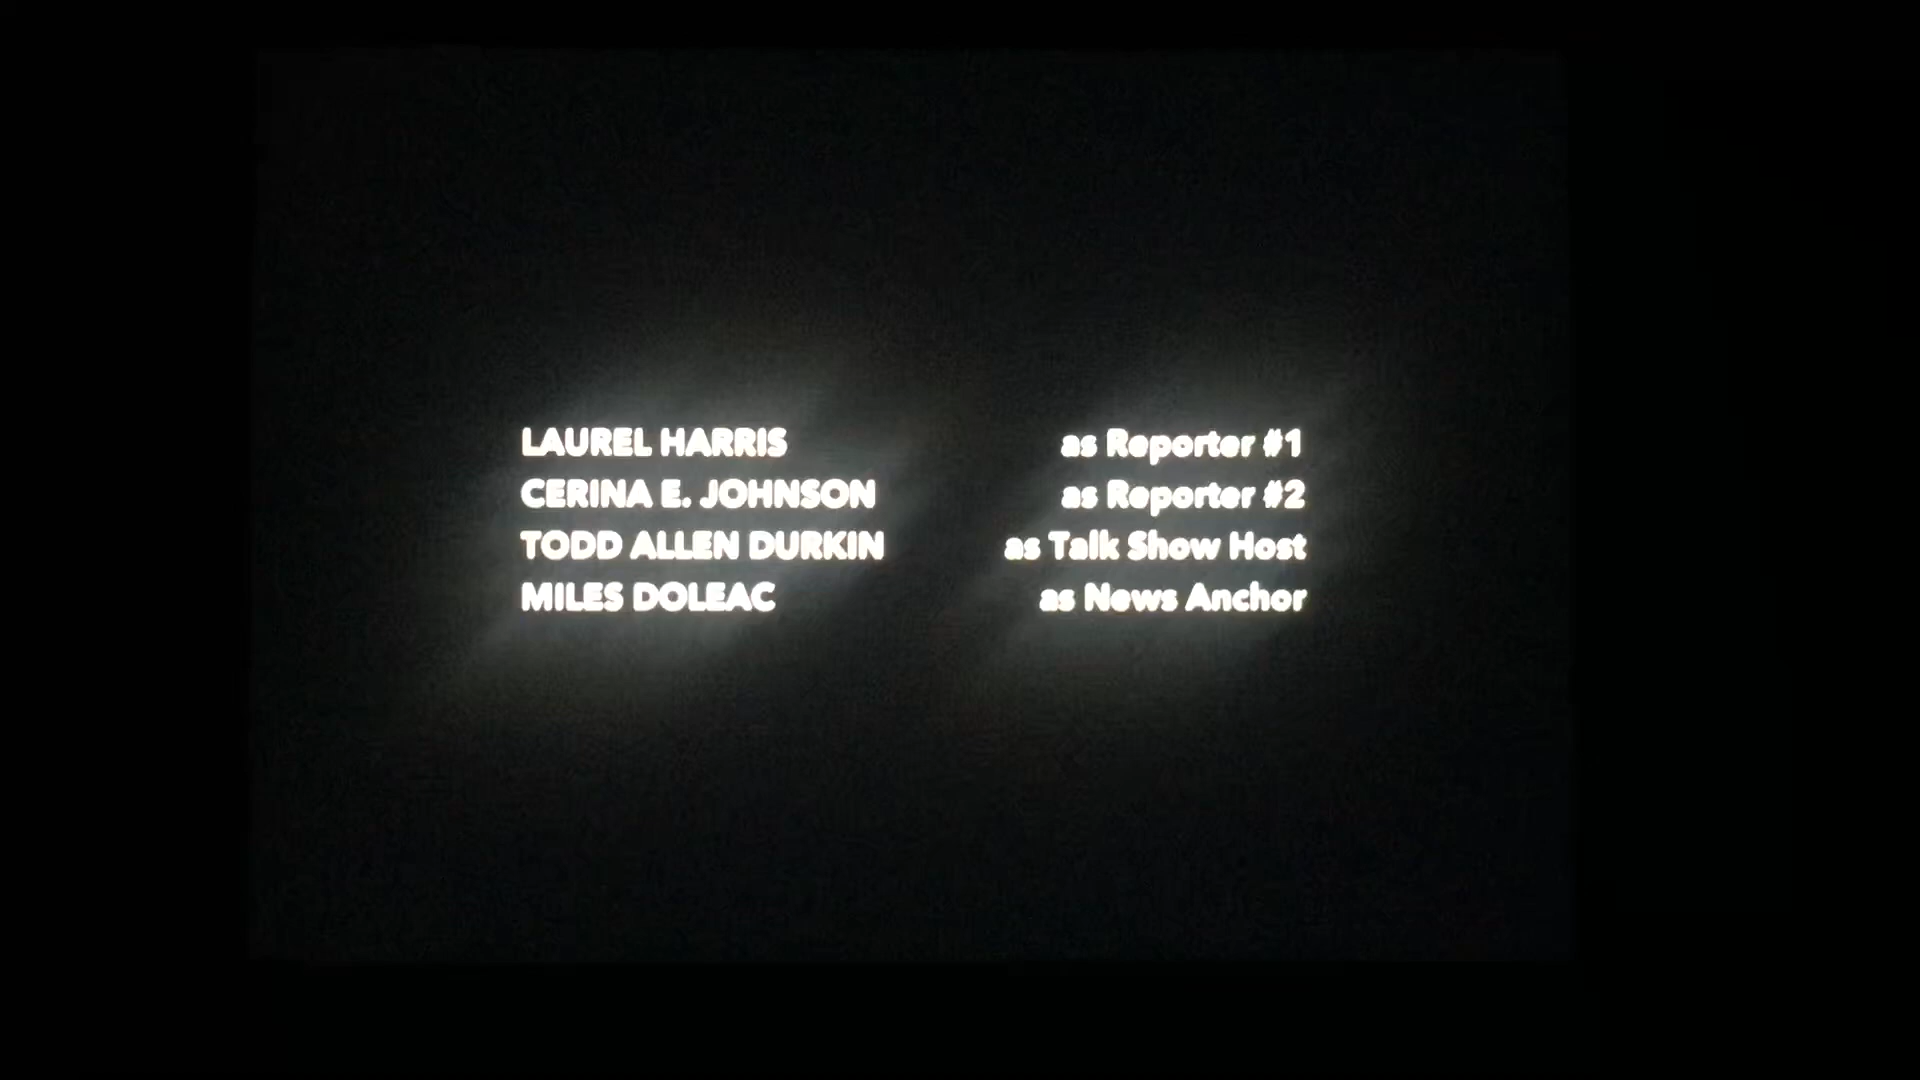 LAUREL HARRIS as Reporter #1
CERINA E. JOHNSON as Reporter #2
TODD ALLEN DURKIN as Talk Show Host
MILES DOLEAC as News Anchor